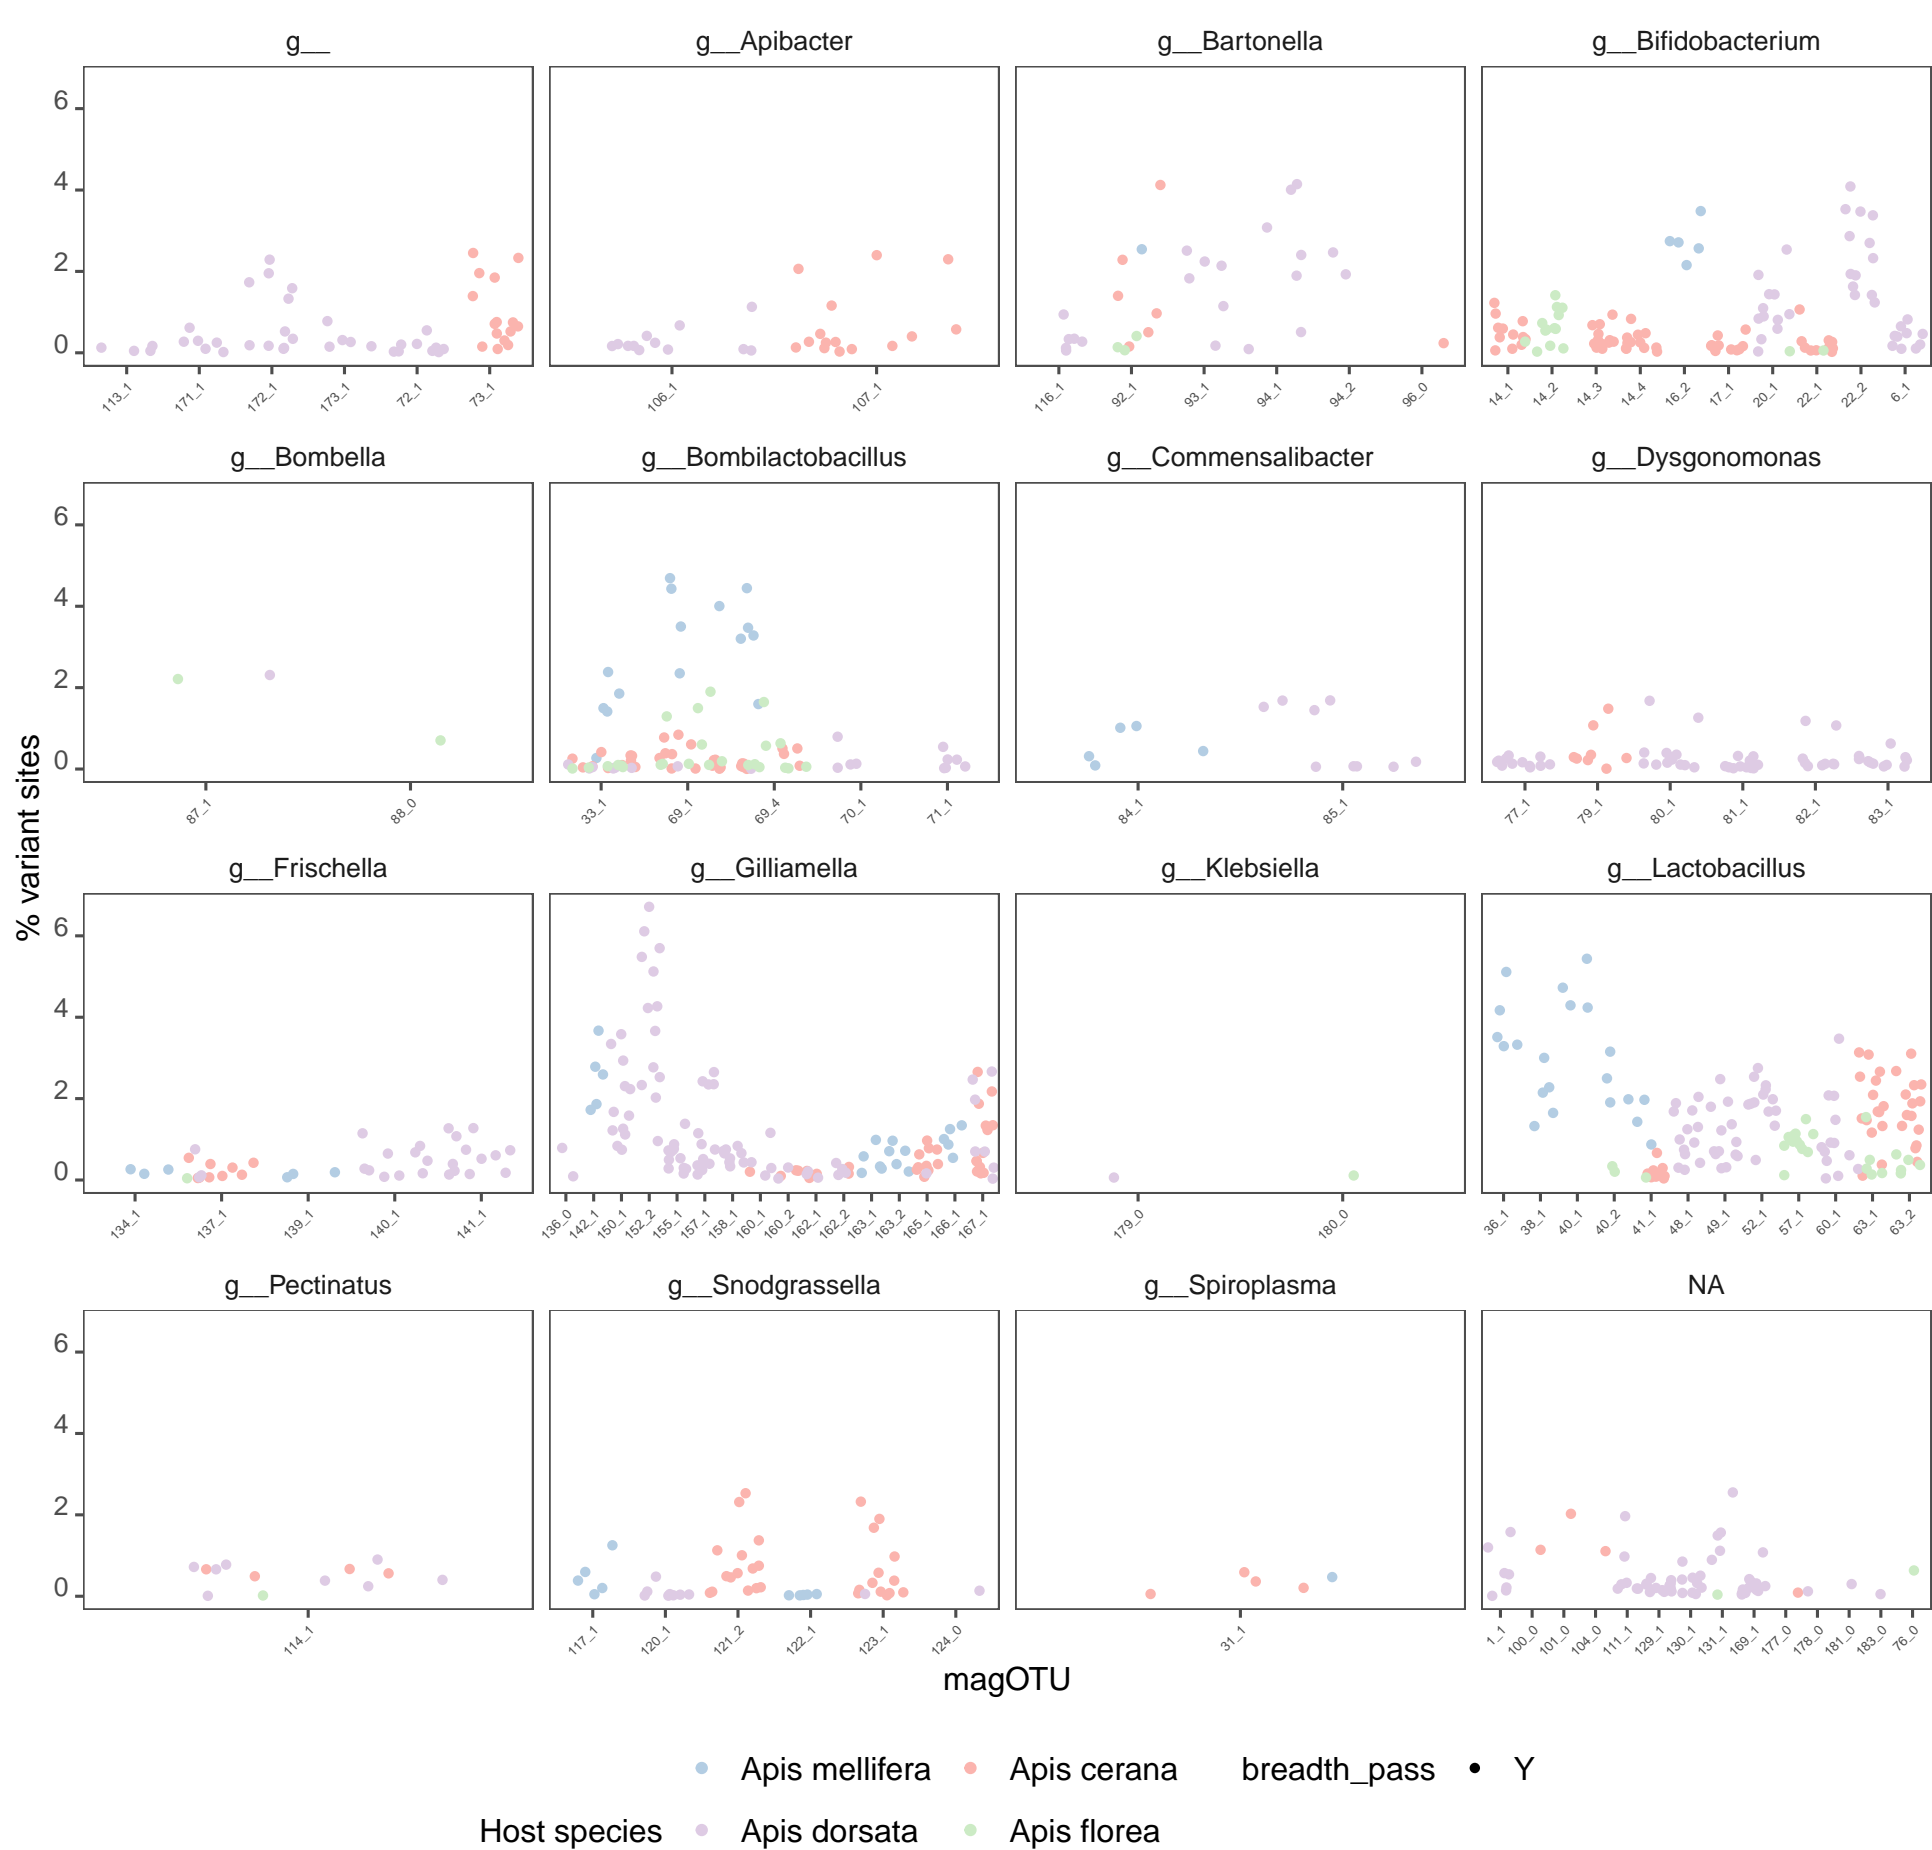 g__ g__Apibacter g__Bartonella g__Bifidobacterium
6
4
2
0
113_1 171_1 172_1 173_1 72_1 73_1 106_1 107_1 116_1 92_1 93_1 94_1 94_2 96_0 14_1 14_2 14_3 14_4 16_2 17_1 20_1 22_1 22_2 6_1
g__Bombella g__Bombilactobacillus g__Commensalibacter g__Dysgonomonas
6
4
2
0
87_1 88_0 33_1 69_1 69_4 70_1 71_1 84_1 85_1 77_1 79_1 80_1 81_1 82_1 83_1
% variant sites
g__Frischella g__Gilliamella g__Klebsiella g__Lactobacillus
6
4
2
0
134_1 137_1 139_1 140_1 141_1 136_0 142_1 150_1 152_2 155_1 157_1 158_1 160_1 160_2 162_1 162_2 163_1 163_2 165_1 166_1 167_1 179_0 180_0 36_1 38_1 40_1 40_2 41_1 48_1 49_1 52_1 57_1 60_1 63_1 63_2
g__Pectinatus g__Snodgrassella g__Spiroplasma NA
6
4
2
0
114_1 117_1 120_1 121_2 122_1 123_1 124_0 31_1 1_1 100_0 101_0 104_0 111_1 129_1 130_1 131_1 169_1 177_0 178_0 181_0 183_0 76_0
magOTU
Apis mellifera Apis cerana breadth_pass Y
Host species Apis dorsata Apis florea